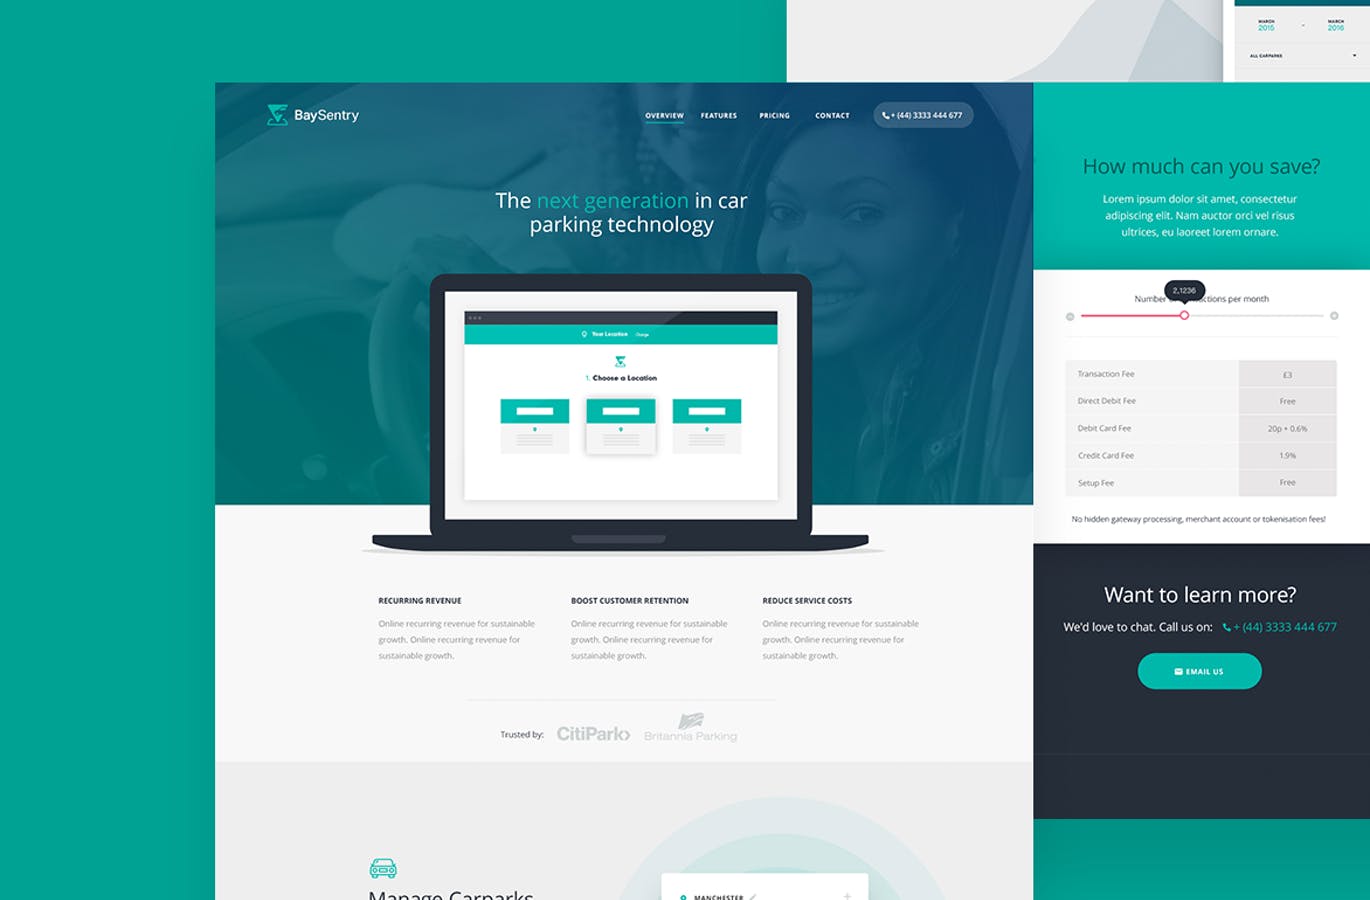 MARCH
2015
-
MARCH
2016
ALL CARPARKS
BaySentry
OVERVIEW
FEATURES
PRICING
CONTACT
+ (44) 3333 444 677
The next generation in car
parking technology
Your Location
Change
1. Choose a Location
RECURRING REVENUE
Online recurring revenue for sustainable
growth. Online recurring revenue for
sustainable growth.
BOOST CUSTOMER RETENTION
Online recurring revenue for sustainable
growth. Online recurring revenue for
sustainable growth.
REDUCE SERVICE COSTS
Online recurring revenue for sustainable
growth. Online recurring revenue for
sustainable growth.
Trusted by:
CitiPark
Britannia Parking
Manage Carparks
MANCHESTER
How much can you save?
Lorem ipsum dolor sit amet, consectetur
adipiscing elit. Nam auctor orci vel risus
ultrices, eu laoreet lorem ornare.
2,1236
Number ctions per month
Transaction Fee £3
Direct Debit Fee Free
Debit Card Fee 20p + 0.6%
Credit Card Fee 1.9%
Setup Fee Free
No hidden gateway processing, merchant account or tokenisation fees!
Want to learn more?
We'd love to chat. Call us on: + (44) 3333 444 677
EMAIL US